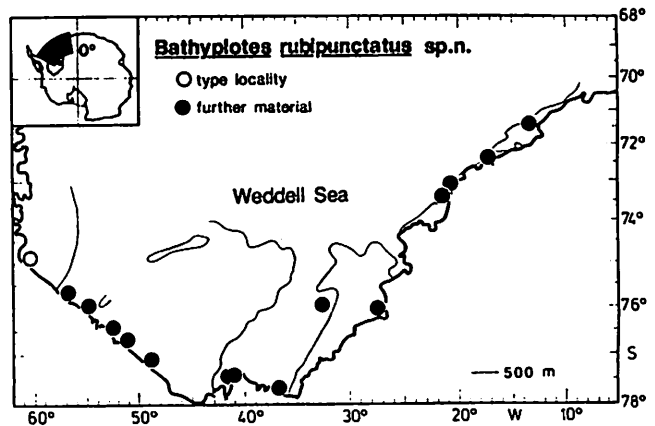 0°
Bathyplotes rubipunctatus sp.n.
type locality
further material
Weddell Sea
500 m
68°
70°
72°
74°
76°
S
78°
60° 50° 40° 30° 20° W 10°